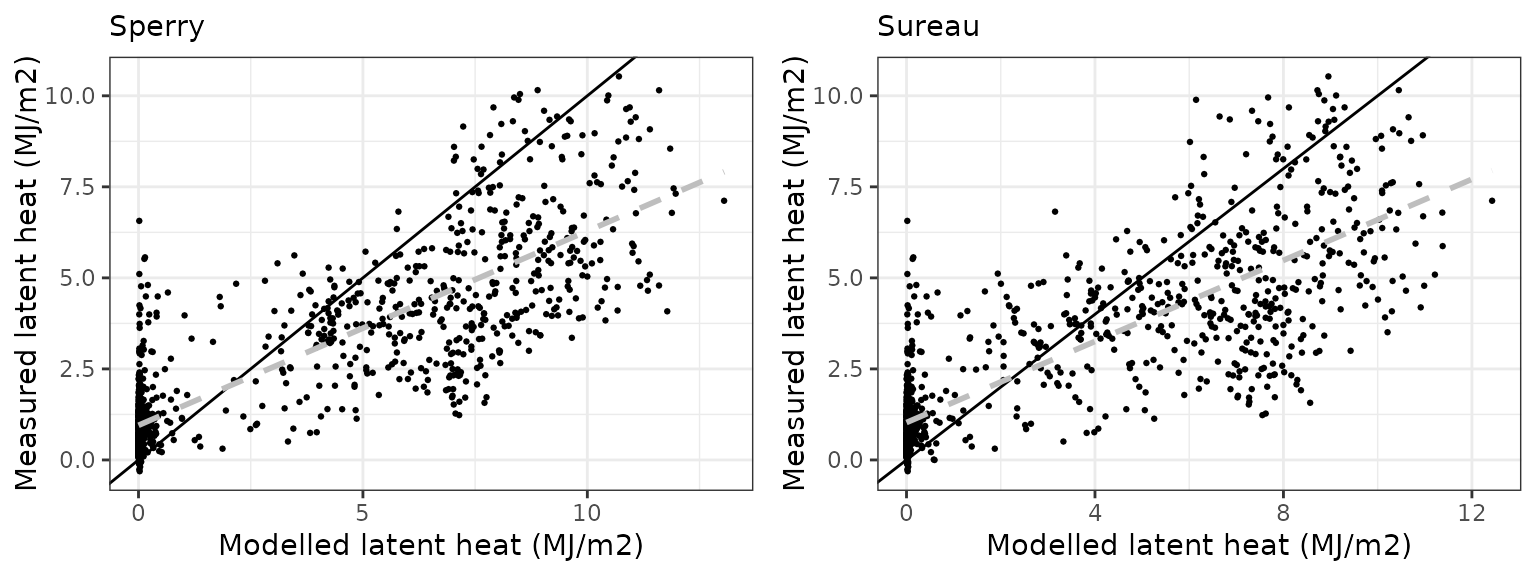 Sperry
Measured latent heat (MJ/m2)
10.0
7.5
5.0
2.5
0.0
0 5 10
Modelled latent heat (MJ/m2)
Sureau
Measured latent heat (MJ/m2)
10.0
7.5
5.0
2.5
0.0
0 4 8 12
Modelled latent heat (MJ/m2)